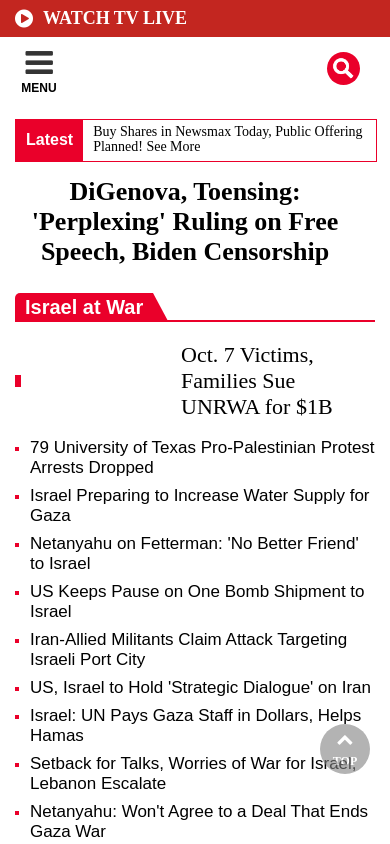 WATCH TV LIVE
MENU
Latest
Buy Shares in Newsmax Today, Public Offering
Planned! See More
DiGenova, Toensing:
'Perplexing' Ruling on Free
Speech, Biden Censorship
Israel at War
Oct. 7 Victims,
Families Sue
UNRWA for $1B
79 University of Texas Pro-Palestinian Protest
Arrests Dropped
Israel Preparing to Increase Water Supply for
Gaza
Netanyahu on Fetterman: 'No Better Friend'
to Israel
US Keeps Pause on One Bomb Shipment to
Israel
Iran-Allied Militants Claim Attack Targeting
Israeli Port City
US, Israel to Hold 'Strategic Dialogue' on Iran
Israel: UN Pays Gaza Staff in Dollars, Helps
Hamas
Setback for Talks, Worries of War for Israel,
Lebanon Escalate
TOP
Netanyahu: Won't Agree to a Deal That Ends
Gaza War